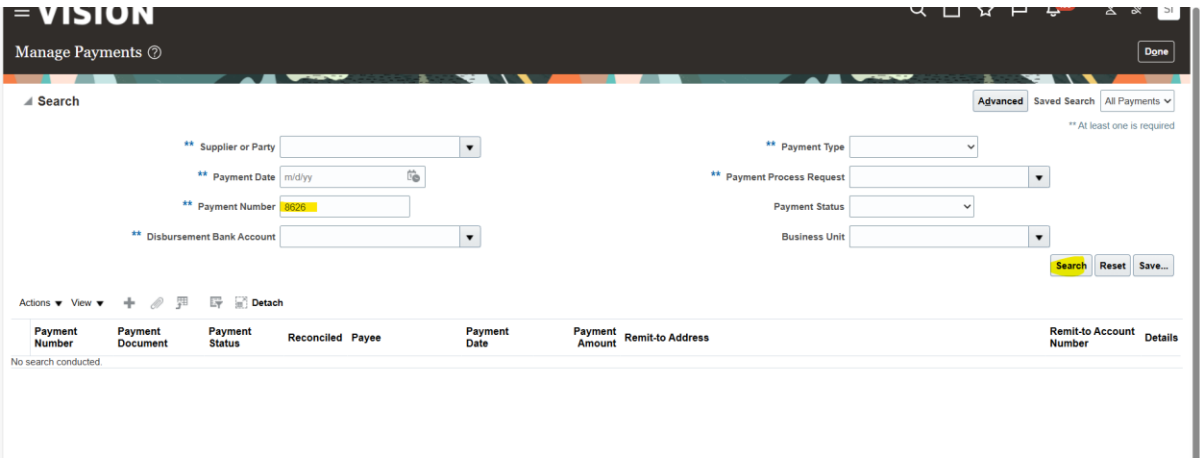 VISION
SI
Manage Payments
Done
Search
Advanced Saved Search All Payments
** At least one is required
** Supplier or Party
** Payment Type
** Payment Date m/d/yy
** Payment Process Request
** Payment Number 8626
Payment Status
** Disbursement Bank Account
Business Unit
Search Reset Save...
Actions View Detach
Payment Number Payment Document Payment Status Reconciled Payee Payment Date Payment Amount Remit-to Address Remit-to Account Number Details
No search conducted.